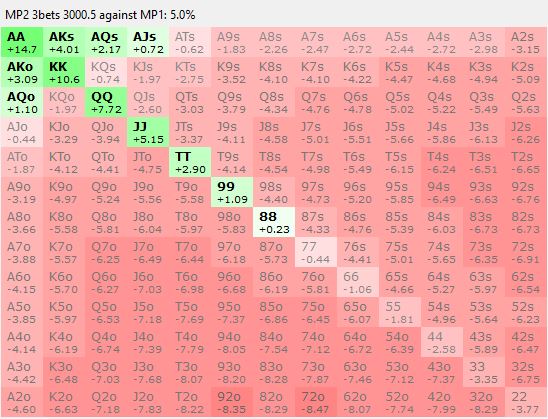 MP2 3bets 3000.5 against MP1: 5.0%
AA AKs AQs AJs ATs A9s A8s A7s A6s A5s A4s A3s A2s
+14.7 +4.01 +2.17 +0.72 -0.62 -1.83 -2.26 -2.47 -2.72 -2.44 -2.72 -2.98 -3.15
AKo KK KQs KJs KTs K9s K8s K7s K6s K5s K4s K3s K2s
+3.09 +10.6 -0.74 -1.97 -2.75 -3.52 -4.10 -4.10 -4.22 -4.47 -4.68 -4.94 -5.09
AQo KQo QQ QJs QTs Q9s Q8s Q7s Q6s Q5s Q4s Q3s Q2s
+1.10 -1.97 +7.72 -2.60 -3.03 -3.79 -4.34 -4.76 -4.78 -5.02 -5.22 -5.49 -5.63
AJo KJo QJo JJ JTs J9s J8s J7s J6s J5s J4s J3s J2s
-0.44 -3.29 -3.94 +5.15 -3.37 -4.11 -4.58 -5.01 -5.51 -5.66 -5.86 -6.13 -6.26
ATo KTo QTo JTo TT T9s T8s T7s T6s T5s T4s T3s T2s
-1.87 -4.12 -4.41 -4.75 +2.90 -4.14 -4.54 -4.98 -5.49 -6.15 -6.24 -6.51 -6.65
A9o K9o Q9o J9o T9o 99 98s 97s 96s 95s 94s 93s 92s
-3.19 -4.97 -5.24 -5.56 -5.58 +1.09 -4.40 -4.73 -5.20 -5.85 -6.49 -6.63 -6.76
A8o K8o Q8o J8o T8o 98o 88 87s 86s 85s 84s 83s 82s
-3.66 -5.58 -5.81 -6.04 -5.97 -5.83 +0.23 -4.33 -4.76 -5.39 -6.03 -6.73 -6.73
A7o K7o Q7o J7o T7o 97o 87o 77 76s 75s 74s 73s 72s
-3.88 -5.57 -6.25 -6.49 -6.44 -6.18 -5.73 -0.44 -4.41 -5.01 -5.65 -6.35 -6.91
A6o K6o Q6o J6o T6o 96o 86o 76o 66 65s 64s 63s 62s
-4.15 -5.70 -6.27 -7.03 -6.98 -6.68 -6.19 -5.81 -1.06 -4.66 -5.27 -5.97 -6.54
A5o K5o Q5o J5o T5o 95o 85o 75o 65o 55 54s 53s 52s
-3.85 -5.97 -6.53 -7.18 -7.69 -7.37 -6.86 -6.45 -6.07 -1.81 -4.96 -5.64 -6.23
A4o K4o Q4o J4o T4o 94o 84o 74o 64o 54o 44 43s 42s
-4.14 -6.19 -6.74 -7.39 -7.79 -8.05 -7.54 -7.12 -6.72 -6.39 -2.58 -5.89 -6.47
A3o K3o Q3o J3o T3o 93o 83o 73o 63o 53o 43o 33 32s
-4.42 -6.48 -7.03 -7.68 -8.07 -8.20 -8.28 -7.87 -7.46 -7.12 -7.37 -3.35 -6.75
A2o K2o Q2o J2o T2o 92o 82o 72o 62o 52o 42o 32o 22
-4.60 -6.63 -7.18 -7.83 -8.22 -8.35 -8.29 -8.47 -8.07 -7.74 -7.99 -8.29 3.77